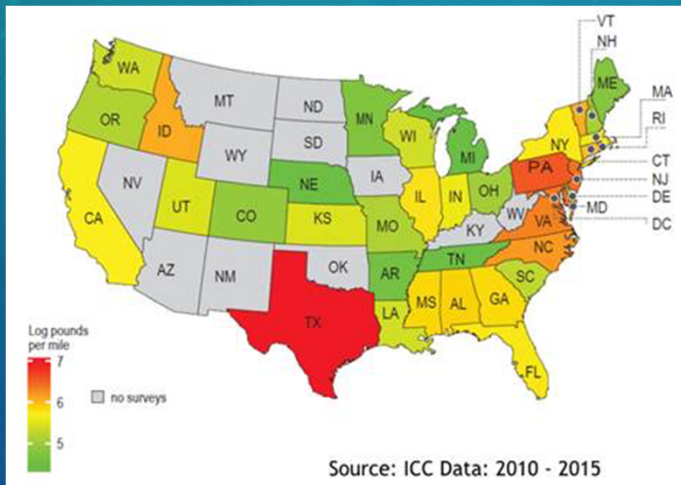 VT
NH
WA
MT
ND
MN
ME
MA
RI
OR
ID
SD
WI
MI
NY
WY
CT
PA
NJ
IA
NE
NV
IL
IN
OH
DE
MD
UT
CO
WV
VA
DC
CA
KS
MO
KY
NC
TN
AZ
NM
OK
AR
SC
MS
AL
GA
LA
TX
FL
Log pounds
per mile
7
6
5
no surveys
Source: ICC Data: 2010 - 2015